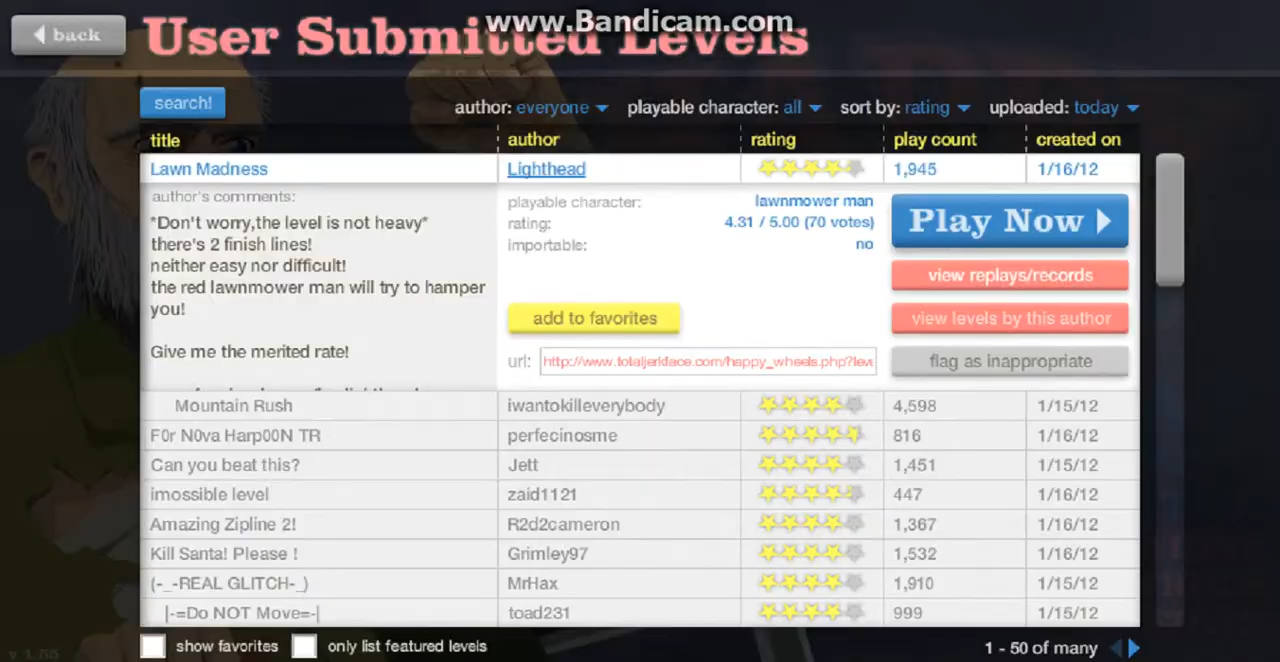 www.Bandicam.com
back
User Submitted Levels
search!
author: everyone playable character: all sort by: rating uploaded: today
title author rating play count created on
Lawn Madness Lighthead 1,945 1/16/12
author's comments:
*Don't worry,the level is not heavy*
there's 2 finish lines!
neither easy nor difficult!
the red lawnmower man will try to hamper
you!
Give me the merited rate!
playable character: lawnmower man
rating: 4.31 / 5.00 (70 votes)
importable: no
add to favorites
url: http://www.totaljerkface.com/happy_wheels.php?leve
Play Now
view replays/records
view levels by this author
flag as inappropriate
Mountain Rush iwantokilleverybody 4,598 1/15/12
F0r N0va Harp00N TR perfecinosme 816 1/16/12
Can you beat this? Jett 1,451 1/15/12
imossible level zaid1121 447 1/16/12
Amazing Zipline 2! R2d2cameron 1,367 1/16/12
Kill Santa! Please ! Grimley97 1,532 1/16/12
(-_-REAL GLITCH-_) MrHax 1,910 1/15/12
|-=Do NOT Move=-| toad231 999 1/15/12
show favorites only list featured levels 1 - 50 of many